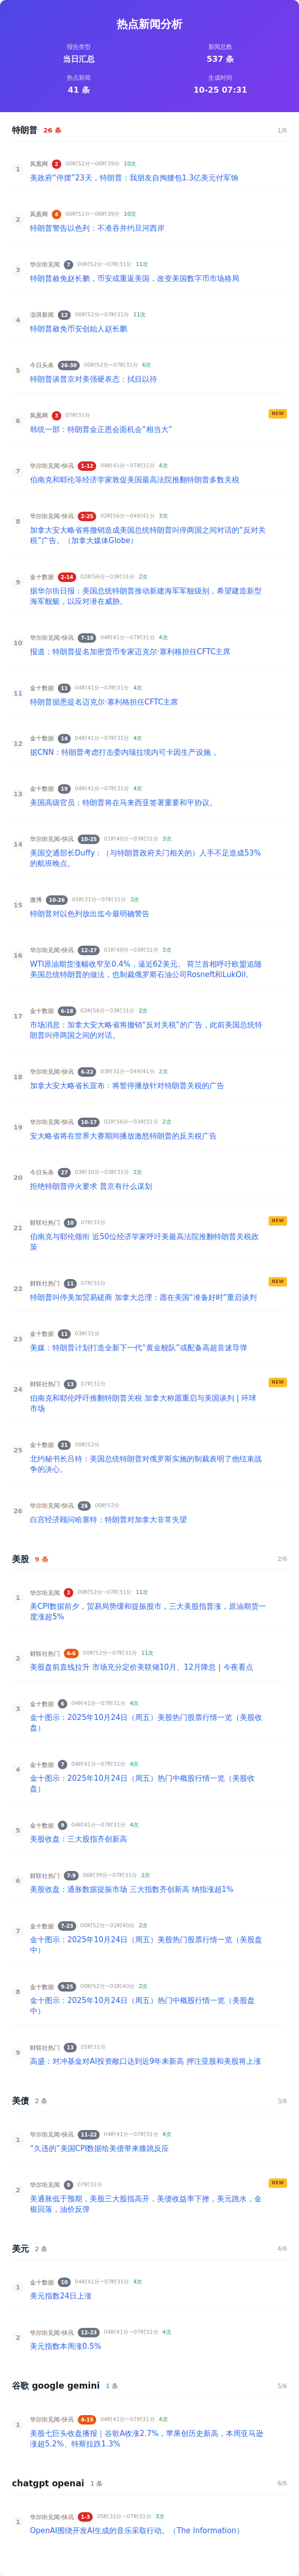 热点新闻分析
报告类型
当日汇总
新闻总数
537 条
热点新闻
41 条
生成时间
10-25 07:31
特朗普 26 条 1/6
1
凤凰网 2 00时52分~06时39分 10次
美政府“停摆”23天，特朗普：我朋友自掏腰包1.3亿美元付军饷
2
凤凰网 4 00时52分~06时39分 10次
特朗普警告以色列：不准吞并约旦河西岸
3
华尔街见闻 7 00时52分~07时31分 11次
特朗普赦免赵长鹏，币安或重返美国，改变美国数字币市场格局
4
澎湃新闻 12 00时52分~07时31分 11次
特朗普赦免币安创始人赵长鹏
5
今日头条 26-30 00时52分~07时31分 6次
特朗普谈普京对美强硬表态：拭目以待
6
凤凰网 3 07时31分 NEW
韩统一部：特朗普金正恩会面机会“相当大”
7
华尔街见闻-快讯 1-12 04时41分~07时31分 4次
伯南克和耶伦等经济学家敦促美国最高法院推翻特朗普多数关税
8
华尔街见闻-快讯 2-25 02时56分~04时41分 3次
加拿大安大略省将撤销造成美国总统特朗普叫停两国之间对话的“反对关
税”广告。（加拿大媒体Globe）
9
金十数据 2-14 02时56分~03时31分 2次
据华尔街日报：美国总统特朗普推动新建海军军舰级别，希望建造新型
海军舰艇，以应对潜在威胁。
10
华尔街见闻-快讯 7-18 04时41分~07时31分 4次
报道：特朗普提名加密货币专家迈克尔·塞利格担任CFTC主席
11
金十数据 11 04时41分~07时31分 4次
特朗普据悉提名迈克尔·塞利格担任CFTC主席
12
金十数据 14 04时41分~07时31分 4次
据CNN：特朗普考虑打击委内瑞拉境内可卡因生产设施 。
13
金十数据 19 04时41分~07时31分 4次
美国高级官员：特朗普将在马来西亚签署重要和平协议。
14
华尔街见闻-快讯 10-25 01时40分~03时31分 3次
美国交通部长Duffy：（与特朗普政府关门相关的）人手不足造成53%
的航班晚点。
15
微博 10-26 05时31分~07时31分 3次
特朗普对以色列放出迄今最明确警告
16
华尔街见闻-快讯 12-27 01时40分~03时31分 3次
WTI原油期货涨幅收窄至0.4%，逼近62美元。 荷兰首相呼吁欧盟追随
美国总统特朗普的做法，也制裁俄罗斯石油公司Rosneft和LukOil。
17
金十数据 6-18 02时56分~03时31分 2次
市场消息：加拿大安大略省将撤销“反对关税”的广告，此前美国总统特
朗普叫停两国之间的对话。
18
华尔街见闻-快讯 6-22 03时31分~04时41分 2次
加拿大安大略省长宣布：将暂停播放针对特朗普关税的广告
19
华尔街见闻-快讯 10-17 02时56分~03时31分 2次
安大略省将在世界大赛期间播放激怒特朗普的反关税广告
20
今日头条 27 03时30分~03时31分 2次
拒绝特朗普停火要求 普京有什么谋划
21
财联社热门 10 07时31分 NEW
伯南克与耶伦领衔 近50位经济学家呼吁美最高法院推翻特朗普关税政
策
22
财联社热门 11 07时31分 NEW
特朗普叫停美加贸易磋商 加拿大总理：愿在美国“准备好时”重启谈判
23
金十数据 11 03时31分
美媒：特朗普计划打造全新下一代“黄金舰队”或配备高超音速导弹
24
财联社热门 13 07时31分 NEW
伯南克和耶伦呼吁推翻特朗普关税 加拿大称愿重启与美国谈判 | 环球
市场
25
金十数据 21 00时52分
北约秘书长吕特：美国总统特朗普对俄罗斯实施的制裁表明了他结束战
争的决心。
26
华尔街见闻-快讯 26 00时52分
白宫经济顾问哈塞特：特朗普对加拿大非常失望
美股 9 条 2/6
1
华尔街见闻 3 00时52分~07时31分 11次
美CPI数据前夕，贸易局势缓和提振股市，三大美股指普涨，原油期货一
度涨超5%
2
财联社热门 4-6 00时52分~07时31分 11次
美股盘前直线拉升 市场充分定价美联储10月、12月降息 | 今夜看点
3
金十数据 6 04时41分~07时31分 4次
金十图示：2025年10月24日（周五）美股热门股票行情一览（美股收
盘）
4
金十数据 7 04时41分~07时31分 4次
金十图示：2025年10月24日（周五）热门中概股行情一览（美股收
盘）
5
金十数据 9 04时41分~07时31分 4次
美股收盘：三大股指齐创新高
6
财联社热门 7-9 06时39分~07时31分 2次
美股收盘：通胀数据提振市场 三大指数齐创新高 纳指涨超1%
7
金十数据 7-23 00时52分~01时40分 2次
金十图示：2025年10月24日（周五）美股热门股票行情一览（美股盘
中）
8
金十数据 9-25 00时52分~01时40分 2次
金十图示：2025年10月24日（周五）热门中概股行情一览（美股盘
中）
9
财联社热门 13 05时31分
高盛：对冲基金对AI投资敞口达到近9年来新高 押注亚股和美股将上涨
美债 2 条 3/6
1
华尔街见闻-快讯 11-22 04时41分~07时31分 4次
“久违的”美国CPI数据给美债带来膝跳反应
2
华尔街见闻 9 07时31分 NEW
美通胀低于预期，美股三大股指高开，美债收益率下挫，美元跳水，金
银回落，油价反弹
美元 2 条 4/6
1
金十数据 10 04时41分~07时31分 4次
美元指数24日上涨
2
华尔街见闻-快讯 12-23 04时41分~07时31分 4次
美元指数本周涨0.5%
谷歌 google gemini 1 条 5/6
1
华尔街见闻-快讯 4-15 04时41分~07时31分 4次
美股七巨头收盘播报｜谷歌A收涨2.7%，苹果创历史新高，本周亚马逊
涨超5.2%、特斯拉跌1.3%
chatgpt openai 1 条 6/6
1
华尔街见闻-快讯 1-3 05时31分~07时31分 3次
OpenAI围绕开发AI生成的音乐采取行动。（The Information）